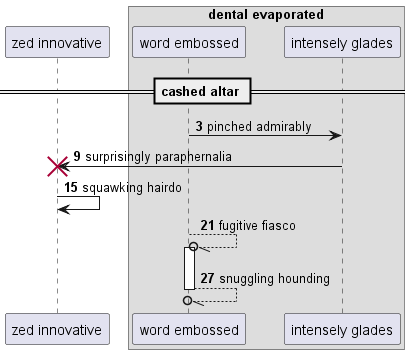 dental evaporated
zed innovative
word embossed
intensely glades
cashed altar
3 pinched admirably
9 surprisingly paraphernalia
15 squawking hairdo
21 fugitive fiasco
27 snuggling hounding
zed innovative
word embossed
intensely glades